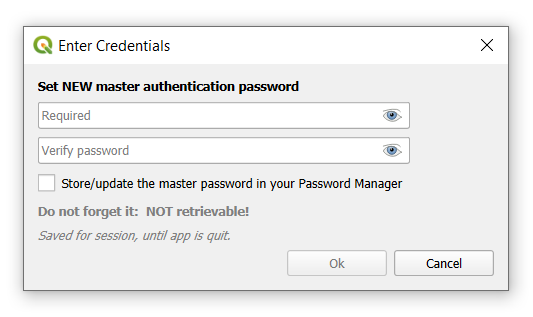 Enter Credentials
Set NEW master authentication password
Required
Verify password
Store/update the master password in your Password Manager
Do not forget it:  NOT retrievable!
Saved for session, until app is quit.
Ok Cancel